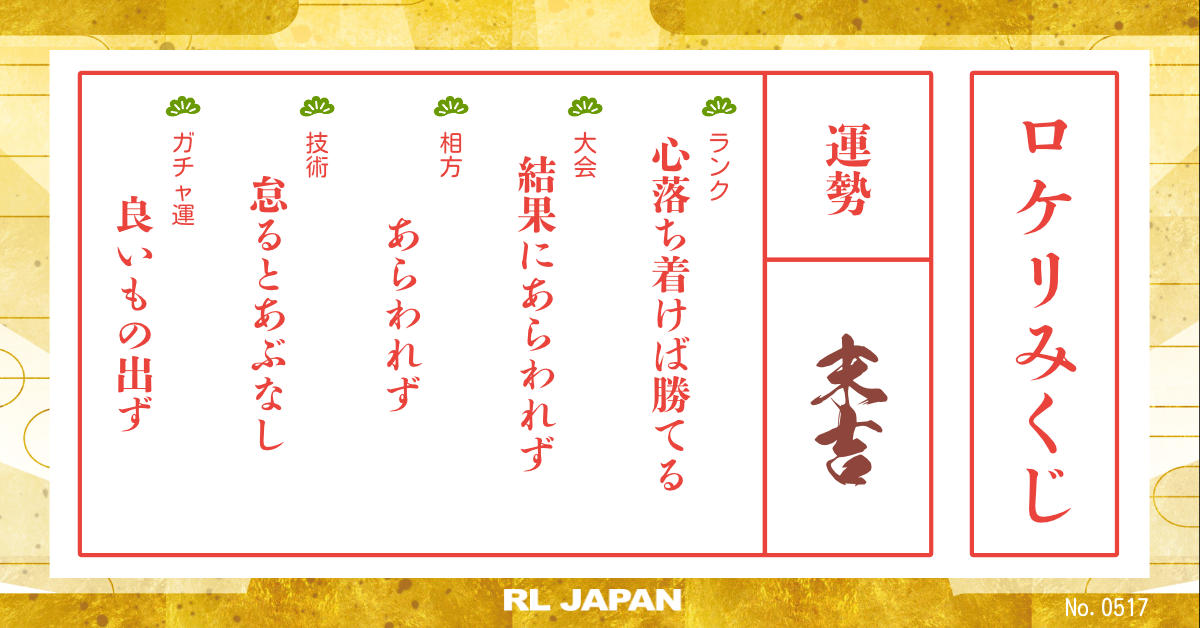 ロケリみくじ
運勢
末吉
ランク
心落ち着けば勝てる
大会
結果にあらわれず
相方
あらわれず
技術
怠るとあぶなし
ガチャ運
良いもの出ず
RL JAPAN
No. 0517